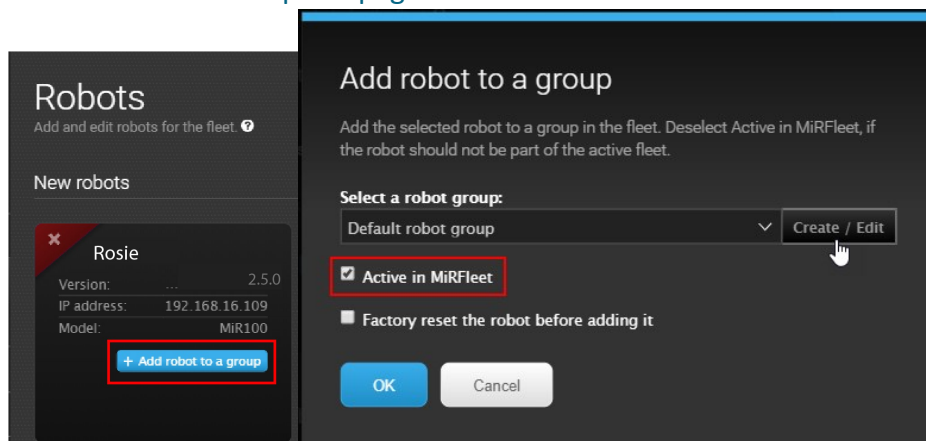 Robots
Add and edit robots for the fleet. ?
New robots
Rosie
Version: ... 2.5.0
IP address: 192.168.16.109
Model: MiR100
+ Add robot to a group
Add robot to a group
Add the selected robot to a group in the fleet. Deselect Active in MiRFleet, if
the robot should not be part of the active fleet.
Select a robot group:
Default robot group
Create / Edit
Active in MiRFleet
Factory reset the robot before adding it
OK
Cancel